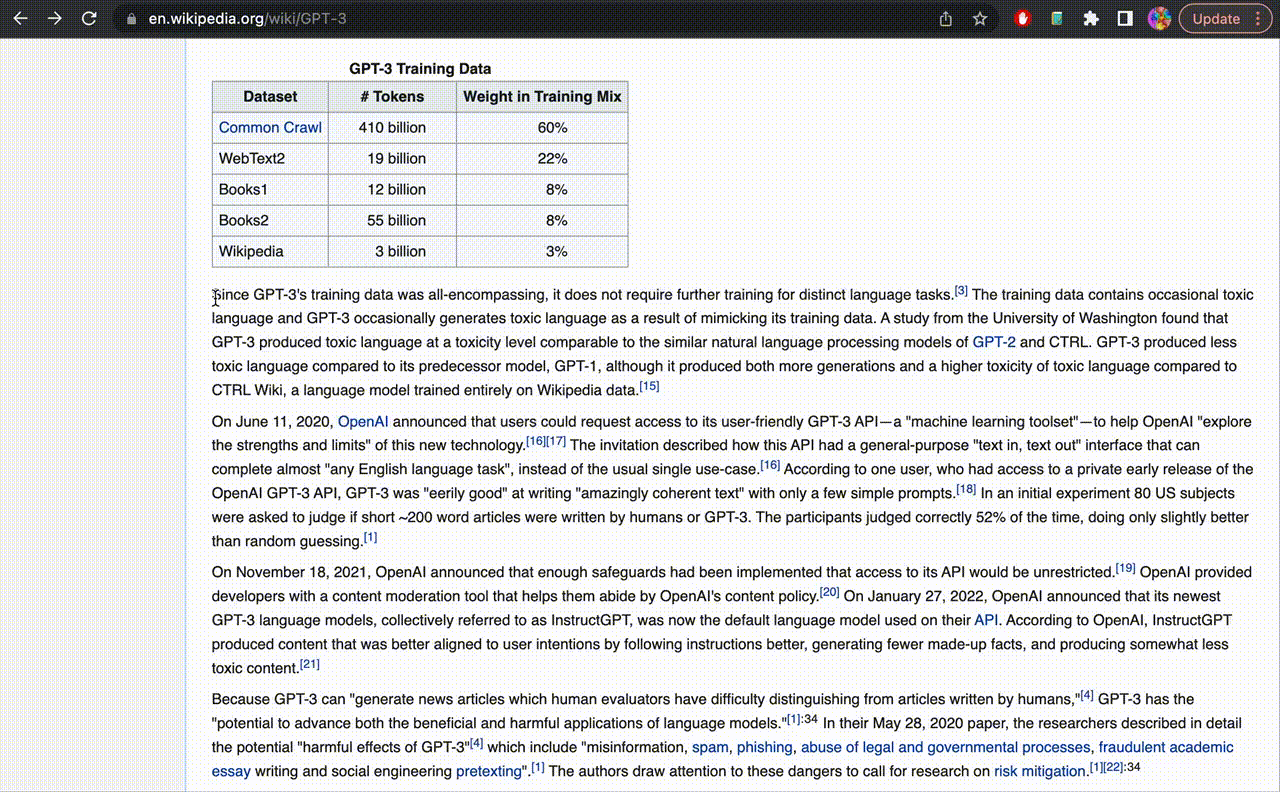 en.wikipedia.org/wiki/GPT-3
Update
GPT-3 Training Data
Dataset # Tokens Weight in Training Mix
Common Crawl 410 billion 60%
WebText2 19 billion 22%
Books1 12 billion 8%
Books2 55 billion 8%
Wikipedia 3 billion 3%
Since GPT-3's training data was all-encompassing, it does not require further training for distinct language tasks.[3] The training data contains occasional toxic
language and GPT-3 occasionally generates toxic language as a result of mimicking its training data. A study from the University of Washington found that
GPT-3 produced toxic language at a toxicity level comparable to the similar natural language processing models of GPT-2 and CTRL. GPT-3 produced less
toxic language compared to its predecessor model, GPT-1, although it produced both more generations and a higher toxicity of toxic language compared to
CTRL Wiki, a language model trained entirely on Wikipedia data.[15]
On June 11, 2020, OpenAI announced that users could request access to its user-friendly GPT-3 API—a "machine learning toolset"—to help OpenAI "explore
the strengths and limits" of this new technology.[16][17] The invitation described how this API had a general-purpose "text in, text out" interface that can
complete almost "any English language task", instead of the usual single use-case.[16] According to one user, who had access to a private early release of the
OpenAI GPT-3 API, GPT-3 was "eerily good" at writing "amazingly coherent text" with only a few simple prompts.[18] In an initial experiment 80 US subjects
were asked to judge if short ~200 word articles were written by humans or GPT-3. The participants judged correctly 52% of the time, doing only slightly better
than random guessing.[1]
On November 18, 2021, OpenAI announced that enough safeguards had been implemented that access to its API would be unrestricted.[19] OpenAI provided
developers with a content moderation tool that helps them abide by OpenAI's content policy.[20] On January 27, 2022, OpenAI announced that its newest
GPT-3 language models, collectively referred to as InstructGPT, was now the default language model used on their API. According to OpenAI, InstructGPT
produced content that was better aligned to user intentions by following instructions better, generating fewer made-up facts, and producing somewhat less
toxic content.[21]
Because GPT-3 can "generate news articles which human evaluators have difficulty distinguishing from articles written by humans,"[4] GPT-3 has the
"potential to advance both the beneficial and harmful applications of language models."[1]:34 In their May 28, 2020 paper, the researchers described in detail
the potential "harmful effects of GPT-3"[4] which include "misinformation, spam, phishing, abuse of legal and governmental processes, fraudulent academic
essay writing and social engineering pretexting".[1] The authors draw attention to these dangers to call for research on risk mitigation.[1][22]:34